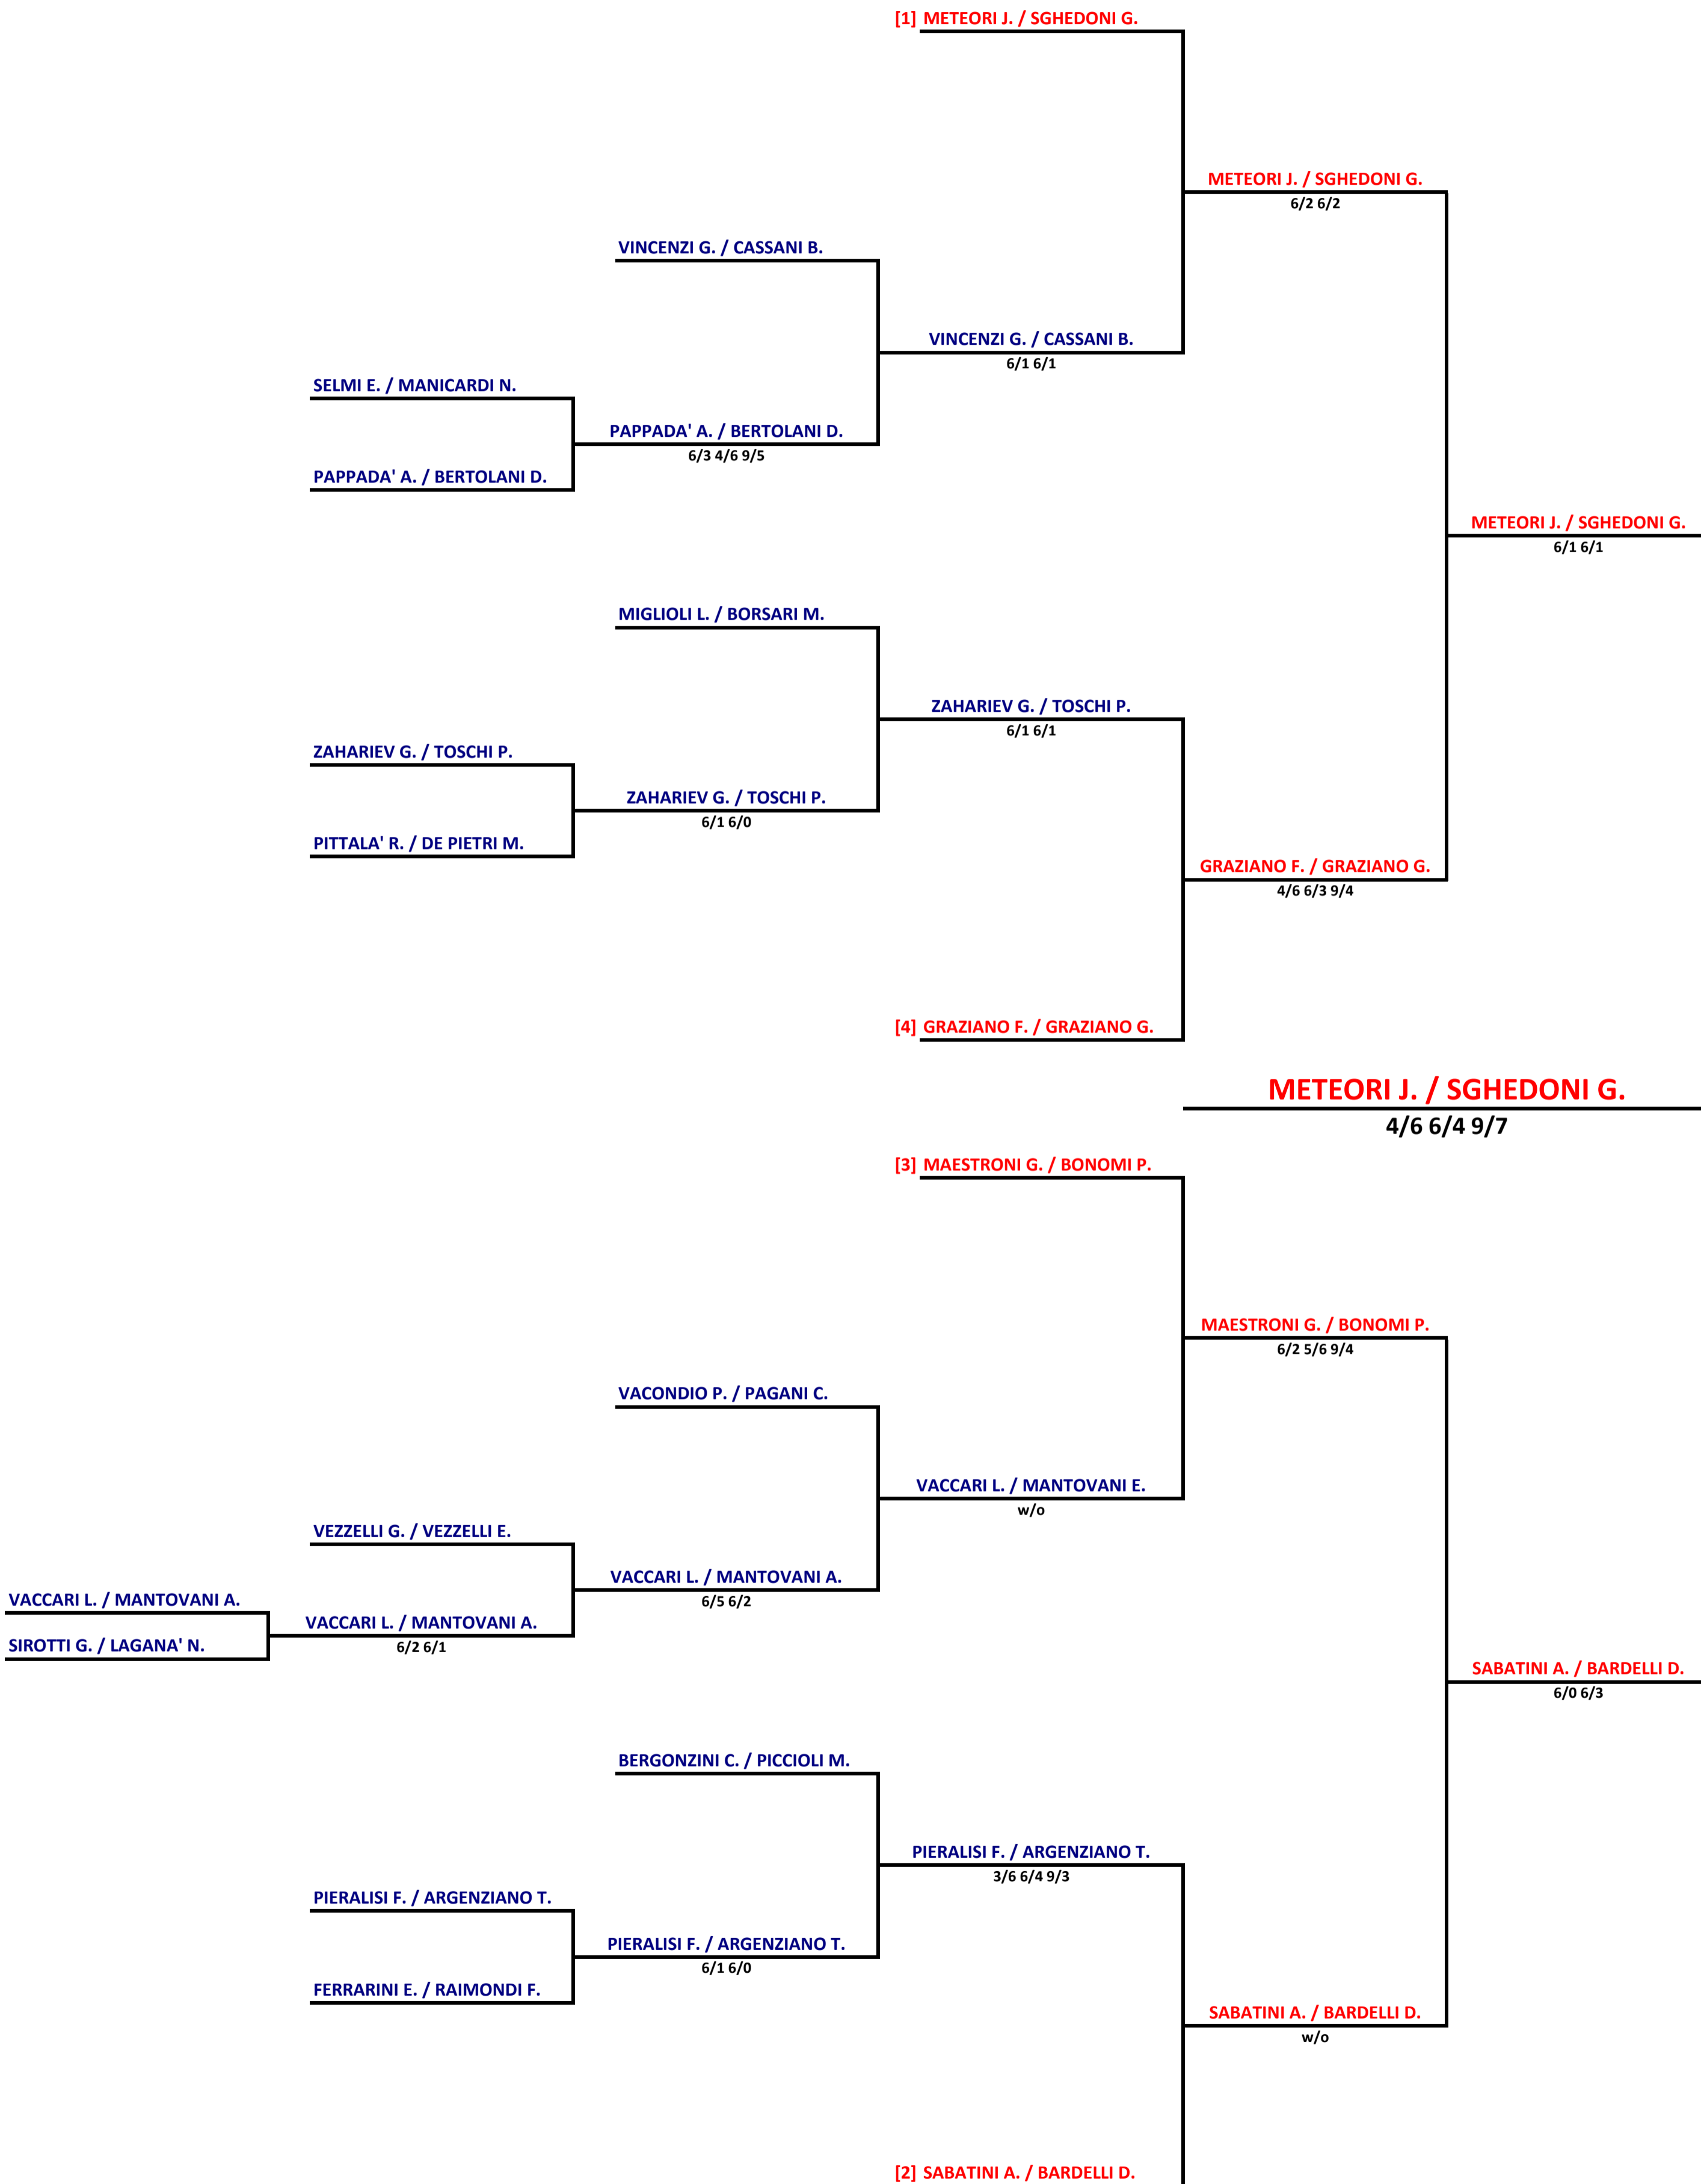 [1] METEORI J. / SGHEDONI G.
METEORI J. / SGHEDONI G.
6/2 6/2
VINCENZI G. / CASSANI B.
VINCENZI G. / CASSANI B.
6/1 6/1
SELMI E. / MANICARDI N.
PAPPADA' A. / BERTOLANI D.
6/3 4/6 9/5
PAPPADA' A. / BERTOLANI D.
METEORI J. / SGHEDONI G.
6/1 6/1
MIGLIOLI L. / BORSARI M.
ZAHARIEV G. / TOSCHI P.
6/1 6/1
ZAHARIEV G. / TOSCHI P.
ZAHARIEV G. / TOSCHI P.
6/1 6/0
PITTALA' R. / DE PIETRI M.
GRAZIANO F. / GRAZIANO G.
4/6 6/3 9/4
[4] GRAZIANO F. / GRAZIANO G.
METEORI J. / SGHEDONI G.
4/6 6/4 9/7
[3] MAESTRONI G. / BONOMI P.
MAESTRONI G. / BONOMI P.
6/2 5/6 9/4
VACONDIO P. / PAGANI C.
VACCARI L. / MANTOVANI E.
w/o
VEZZELLI G. / VEZZELLI E.
VACCARI L. / MANTOVANI A.
6/5 6/2
VACCARI L. / MANTOVANI A.
VACCARI L. / MANTOVANI A.
6/2 6/1
SIROTTI G. / LAGANA' N.
SABATINI A. / BARDELLI D.
6/0 6/3
BERGONZINI C. / PICCIOLI M.
PIERALISI F. / ARGENZIANO T.
3/6 6/4 9/3
PIERALISI F. / ARGENZIANO T.
PIERALISI F. / ARGENZIANO T.
6/1 6/0
FERRARINI E. / RAIMONDI F.
SABATINI A. / BARDELLI D.
w/o
[2] SABATINI A. / BARDELLI D.